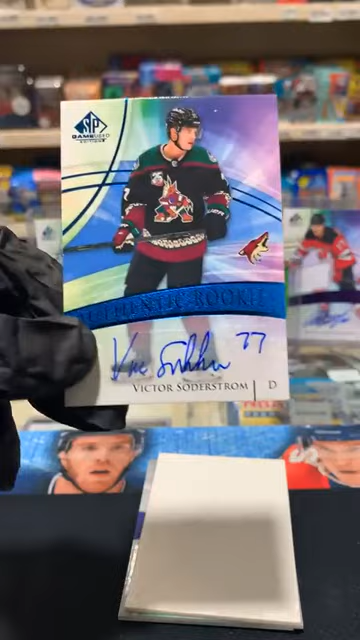 SP
GAME USED
EDITION
AUTHENTIC ROOKIE
77
VICTOR SODERSTROM | D